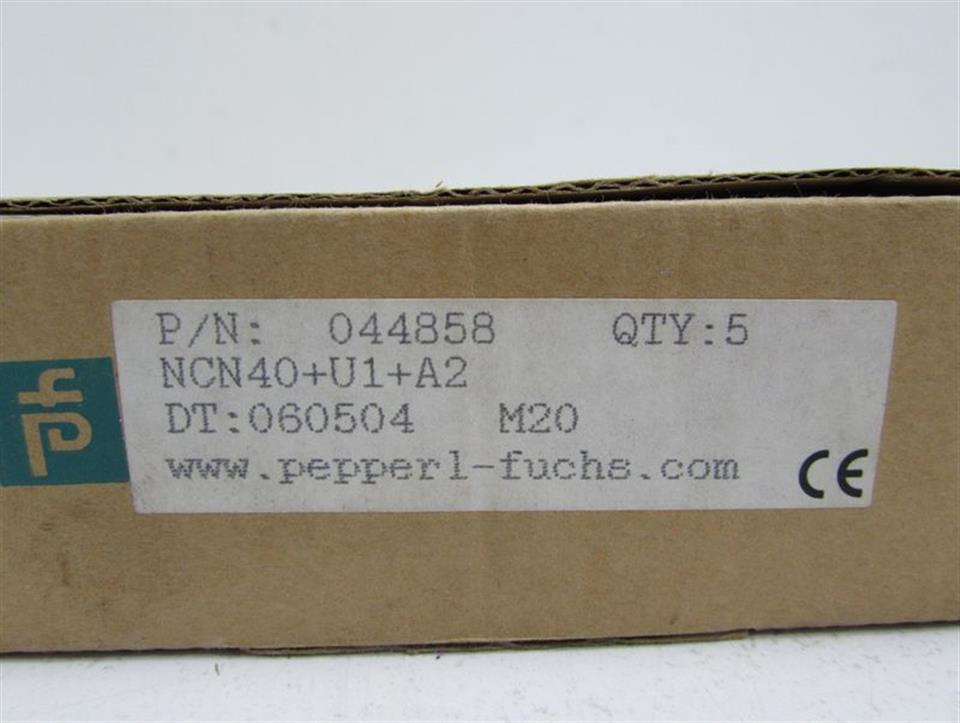 P/N: 044858 QTY:5
NCN40+U1+A2
DT:060504 M20
www.pepperl-fuchs.com
CE